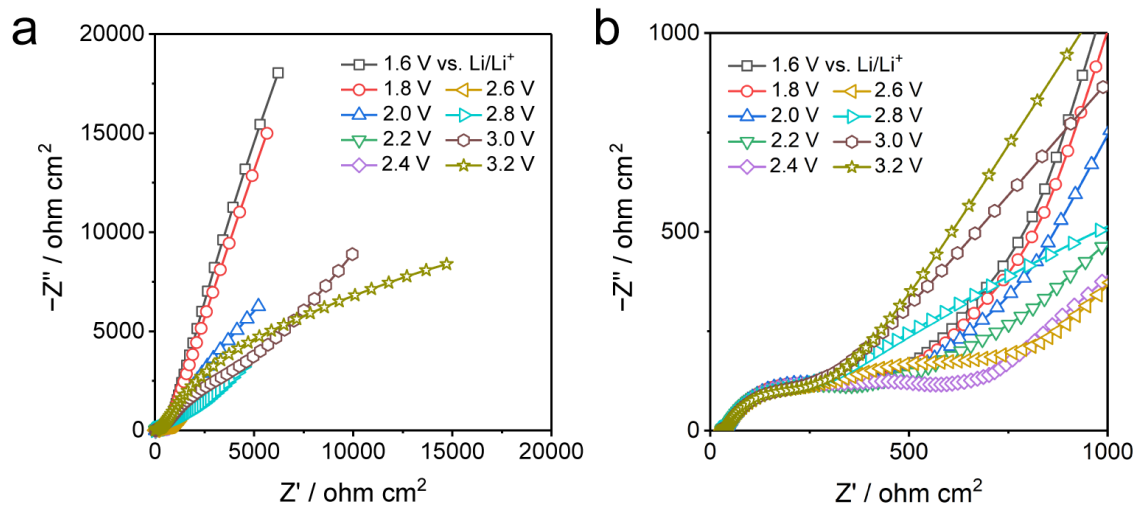 a
20000
15000
10000
5000
0
−Z'' / ohm cm²
1.6 V vs. Li/Li⁺
1.8 V
2.0 V
2.2 V
2.4 V
2.6 V
2.8 V
3.0 V
3.2 V
0
5000
10000
15000
20000
Z' / ohm cm²
b
1000
500
0
−Z'' / ohm cm²
1.6 V vs. Li/Li⁺
1.8 V
2.0 V
2.2 V
2.4 V
2.6 V
2.8 V
3.0 V
3.2 V
0
500
1000
Z' / ohm cm²